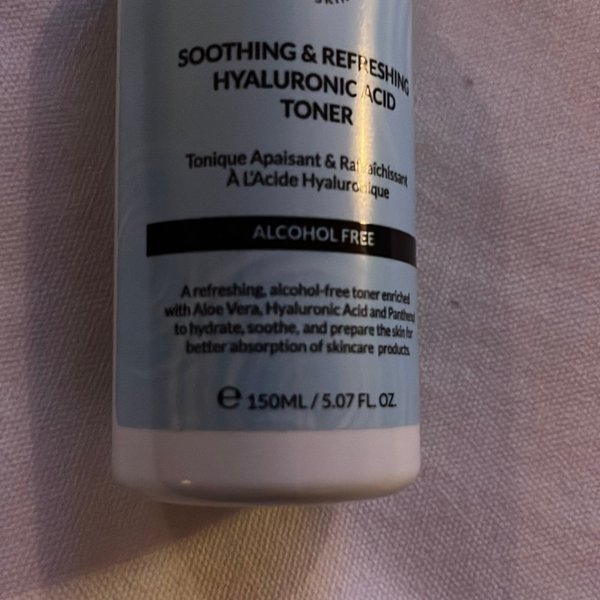 SOOTHING & REFRESHING
HYALURONIC ACID
TONER
Tonique Apaisant & Rafraîchissant
À L'Acide Hyaluronique
ALCOHOL FREE
A refreshing, alcohol-free toner enriched
with Aloe Vera, Hyaluronic Acid and Panthenol
to hydrate, soothe, and prepare the skin for
better absorption of skincare products.
℮ 150ML / 5.07 FL. OZ.